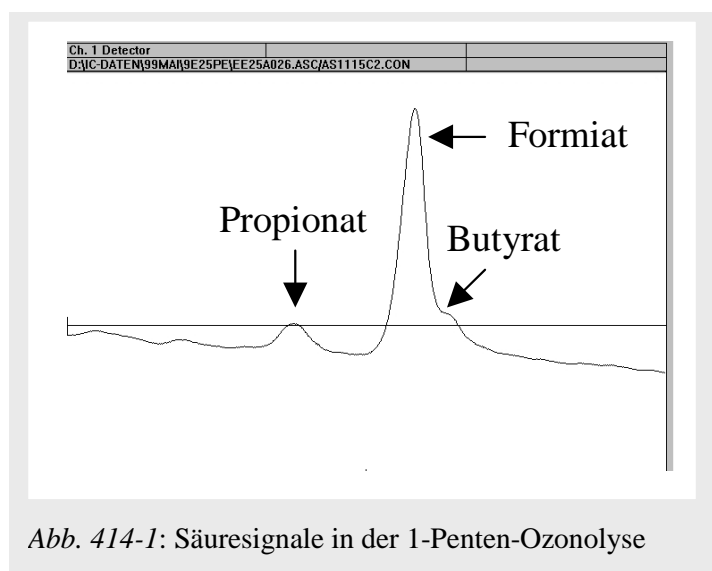 Ch. 1 Detector
D:\IC-DATEN\99MAI\9E25PE\EE25A026.ASC/AS1115C2.CON
Formiat
Propionat
Butyrat
Abb. 414-1: Säuresignale in der 1-Penten-Ozonolyse